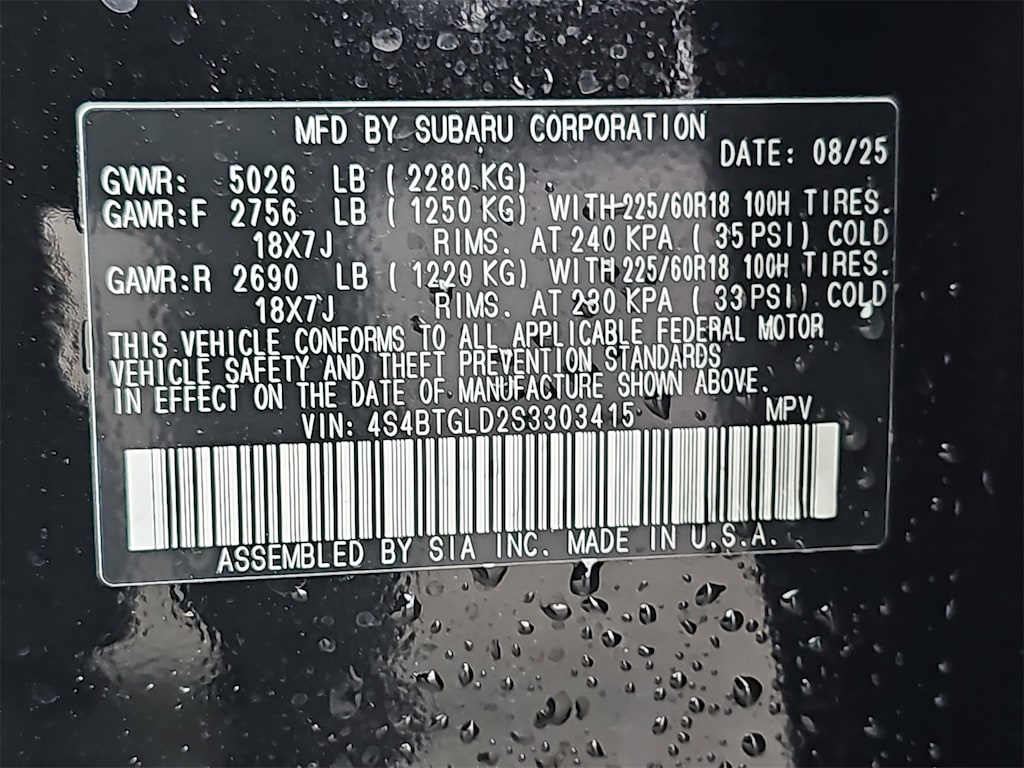 MFD BY SUBARU CORPORATION
DATE: 08/25
GVWR: 5026 LB ( 2280 KG)
GAWR:F 2756 LB ( 1250 KG) WITH 225/60R18 100H TIRES.
18X7J RIMS. AT 240 KPA ( 35 PSI) COLD
GAWR:R 2690 LB ( 1220 KG) WITH 225/60R18 100H TIRES.
18X7J RIMS. AT 230 KPA ( 33 PSI) COLD
THIS VEHICLE CONFORMS TO ALL APPLICABLE FEDERAL MOTOR
VEHICLE SAFETY AND THEFT PREVENTION STANDARDS
IN EFFECT ON THE DATE OF MANUFACTURE SHOWN ABOVE.
VIN: 4S4BTGLD2S3303415 MPV
ASSEMBLED BY SIA INC. MADE IN U.S.A.